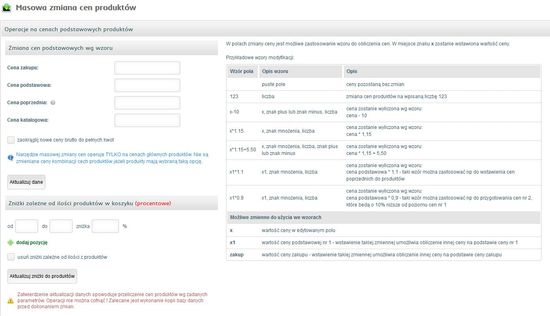 Masowa zmiana cen produktów
Operacje na cenach podstawowych produktów
Zmiana cen podstawowych wg wzoru
Cena zakupu:
Cena podstawowa:
Cena poprzednia:
Cena katalogowa:
zaokrąglij nowe ceny brutto do pełnych kwot
Narzędzie masowej zmiany cen operuje TYLKO na cenach głównych produktów. Nie są
zmieniane ceny kombinacji cech produktów jeżeli produkty mają wybraną taką opcję.
Aktualizuj dane
Zniżki zależne od ilości produktów w koszyku (procentowe)
od do zniżka %
dodaj pozycję
usuń zniżki zależne od ilości z produktów
Aktualizuj zniżki do produktów
Zatwierdzenie aktualizacji danych spowoduje przeliczenie cen produktów wg zadanych
parametrów. Operacji nie można cofnąć ! Zalecane jest wykonanie kopii bazy danych
przed dokonaniem zmian.
W polach zmiany ceny jest możliwe zastosowanie wzoru do obliczenia cen. W miejsce znaku x zostanie wstawiona wartość ceny.
Przykładowe wzory modyfikacji:
Wzór pola Opis wzoru Opis
puste pole ceny pozostaną bez zmian
123 liczba zmiana cen produktów na wpisaną liczbę 123
x-10 x, znak plus lub znak minus, liczba cena zostanie wyliczona wg wzoru:
cena - 10
x*1.15 x, znak mnożenia, liczba cena zostanie wyliczona wg wzoru:
cena * 1,15
x*1.15+5.50 x, znak mnożenia, liczba, znak plus cena zostanie wyliczona wg wzoru:
lub znak minus cena * 1,15 + 5,50
x1*1.1 x1, znak mnożenia, liczba cena zostanie wyliczona wg wzoru:
cena podstawowa * 1,1 - taki wzór można zastosować np do wstawienia cen
poprzednich do produktów
x1*0.9 x1, znak mnożenia, liczba cena zostanie wyliczona wg wzoru:
cena podstawowa * 0,9 - taki wzór można zastosować np do przygotowania cen nr 2,
które będą o 10% niższe od poziomu cen nr 1
Możliwe zmienne do użycia we wzorach
x wartość ceny w edytowanym polu
x1 wartość ceny podstawowej nr 1 - wstawienie takiej zmiennej umożliwia obliczenie innej ceny na podstawie ceny nr 1
zakup wartość ceny zakupu - wstawienie takiej zmiennej umożliwia obliczenie innej ceny na podstawie ceny zakupu